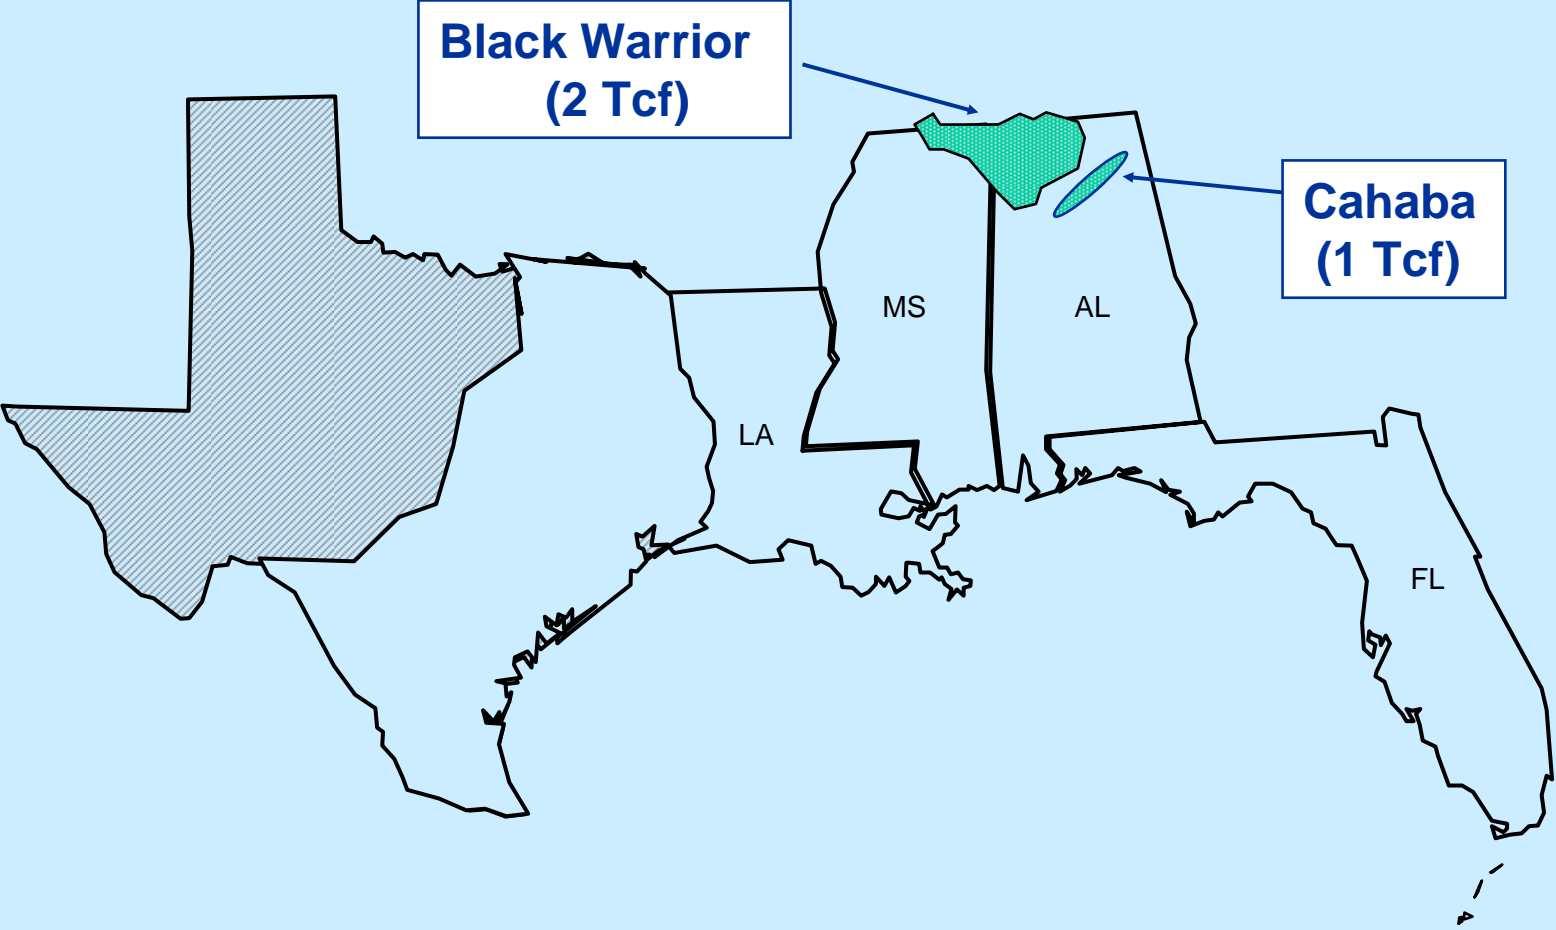 Black Warrior
(2 Tcf)
Cahaba
(1 Tcf)
MS
AL
LA
FL